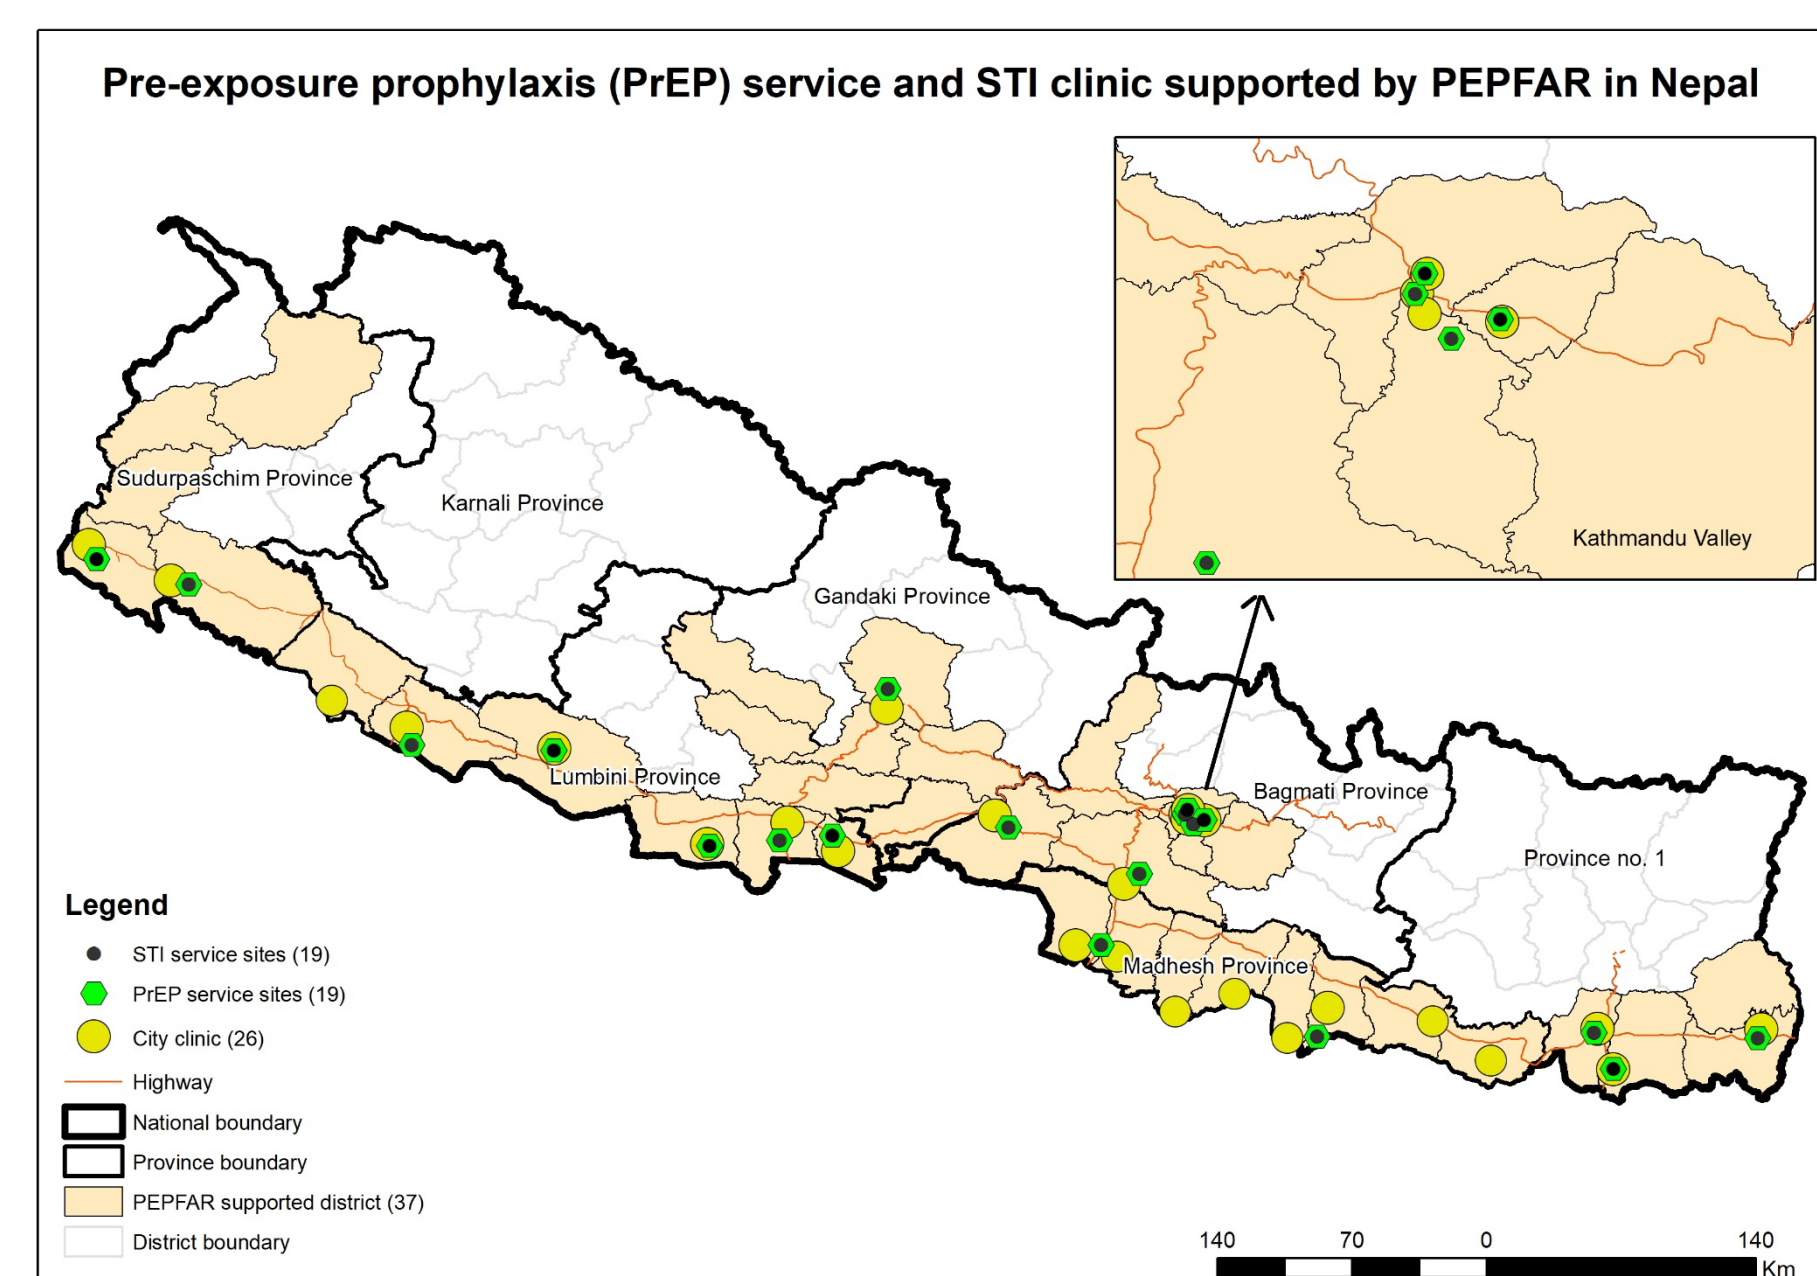 Pre-exposure prophylaxis (PrEP) service and STI clinic supported by PEPFAR in Nepal
Kathmandu Valley
Sudurpaschim Province
Karnali Province
Gandaki Province
Lumbini Province
Bagmati Province
Province no. 1
Madhesh Province
Legend
STI service sites (19)
PrEP service sites (19)
City clinic (26)
Highway
National boundary
Province boundary
PEPFAR supported district (37)
District boundary
140 70 0 140
Km